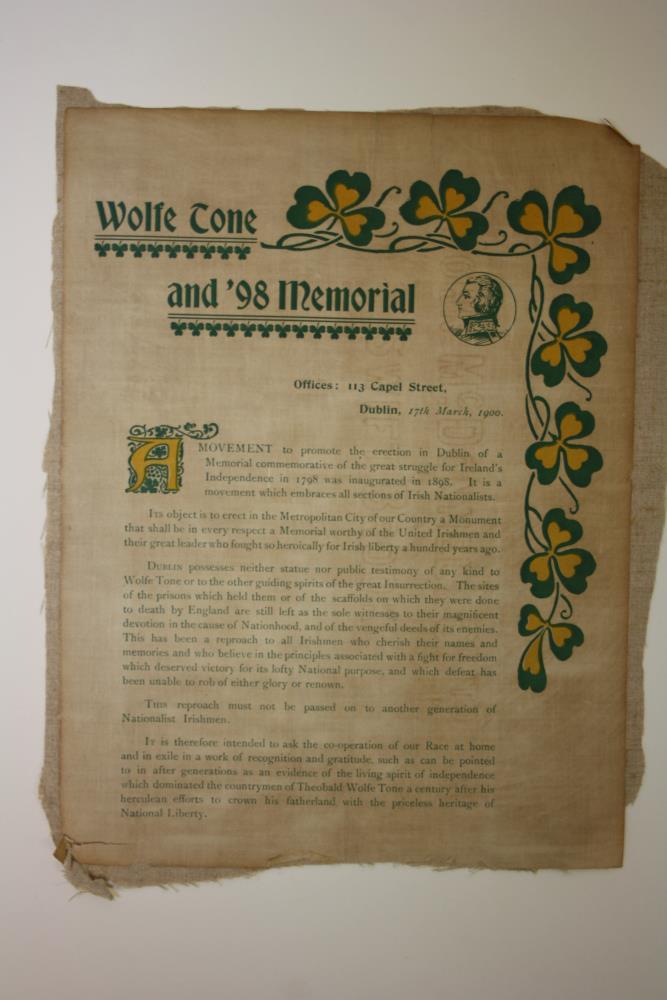 Wolfe Tone
and '98 Memorial
Offices: 113 Capel Street,
Dublin, 17th March, 1900.
A MOVEMENT to promote the erection in Dublin of a
Memorial commemorative of the great struggle for Ireland's
Independence in 1798 was inaugurated in 1898. It is a
movement which embraces all sections of Irish Nationalists.
ITS object is to erect in the Metropolitan City of our Country a Monument
that shall be in every respect a Memorial worthy of the United Irishmen and
their great leader who fought so heroically for Irish liberty a hundred years ago.
DUBLIN possesses neither statue nor public testimony of any kind to
Wolfe Tone or to the other guiding spirits of the great Insurrection. The sites
of the prisons which held them or of the scaffolds on which they were done
to death by England are still left as the sole witnesses to their magnificent
devotion in the cause of Nationhood, and of the vengeful deeds of its enemies.
This has been a reproach to all Irishmen who cherish their names and
memories and who believe in the principles associated with a fight for freedom
which deserved victory for its lofty National purpose, and which defeat has
been unable to rob of either glory or renown.
THIS reproach must not be passed on to another generation of
Nationalist Irishmen.
IT is therefore intended to ask the co-operation of our Race at home
and in exile in a work of recognition and gratitude, such as can be pointed
to in after generations as an evidence of the living spirit of independence
which dominated the countrymen of Theobald Wolfe Tone a century after his
herculean efforts to crown his fatherland with the priceless heritage of
National Liberty.